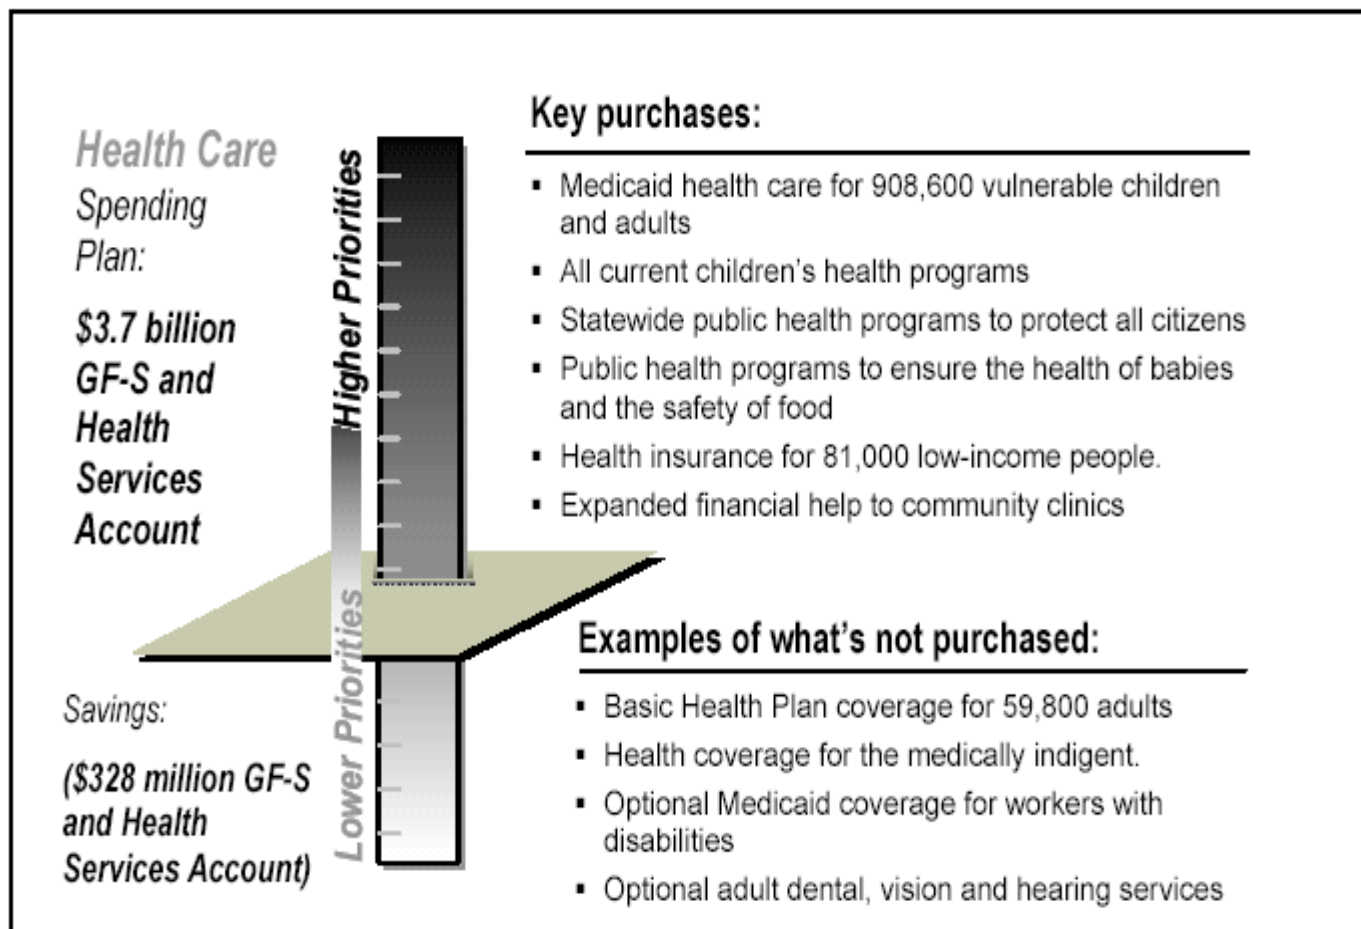 Health Care
Spending
Plan:
$3.7 billion
GF-S and
Health
Services
Account
Higher Priorities
Lower Priorities
Savings:
($328 million GF-S
and Health
Services Account)
Key purchases:
▪ Medicaid health care for 908,600 vulnerable children
and adults
▪ All current children's health programs
▪ Statewide public health programs to protect all citizens
▪ Public health programs to ensure the health of babies
and the safety of food
▪ Health insurance for 81,000 low-income people.
▪ Expanded financial help to community clinics
Examples of what's not purchased:
▪ Basic Health Plan coverage for 59,800 adults
▪ Health coverage for the medically indigent.
▪ Optional Medicaid coverage for workers with
disabilities
▪ Optional adult dental, vision and hearing services